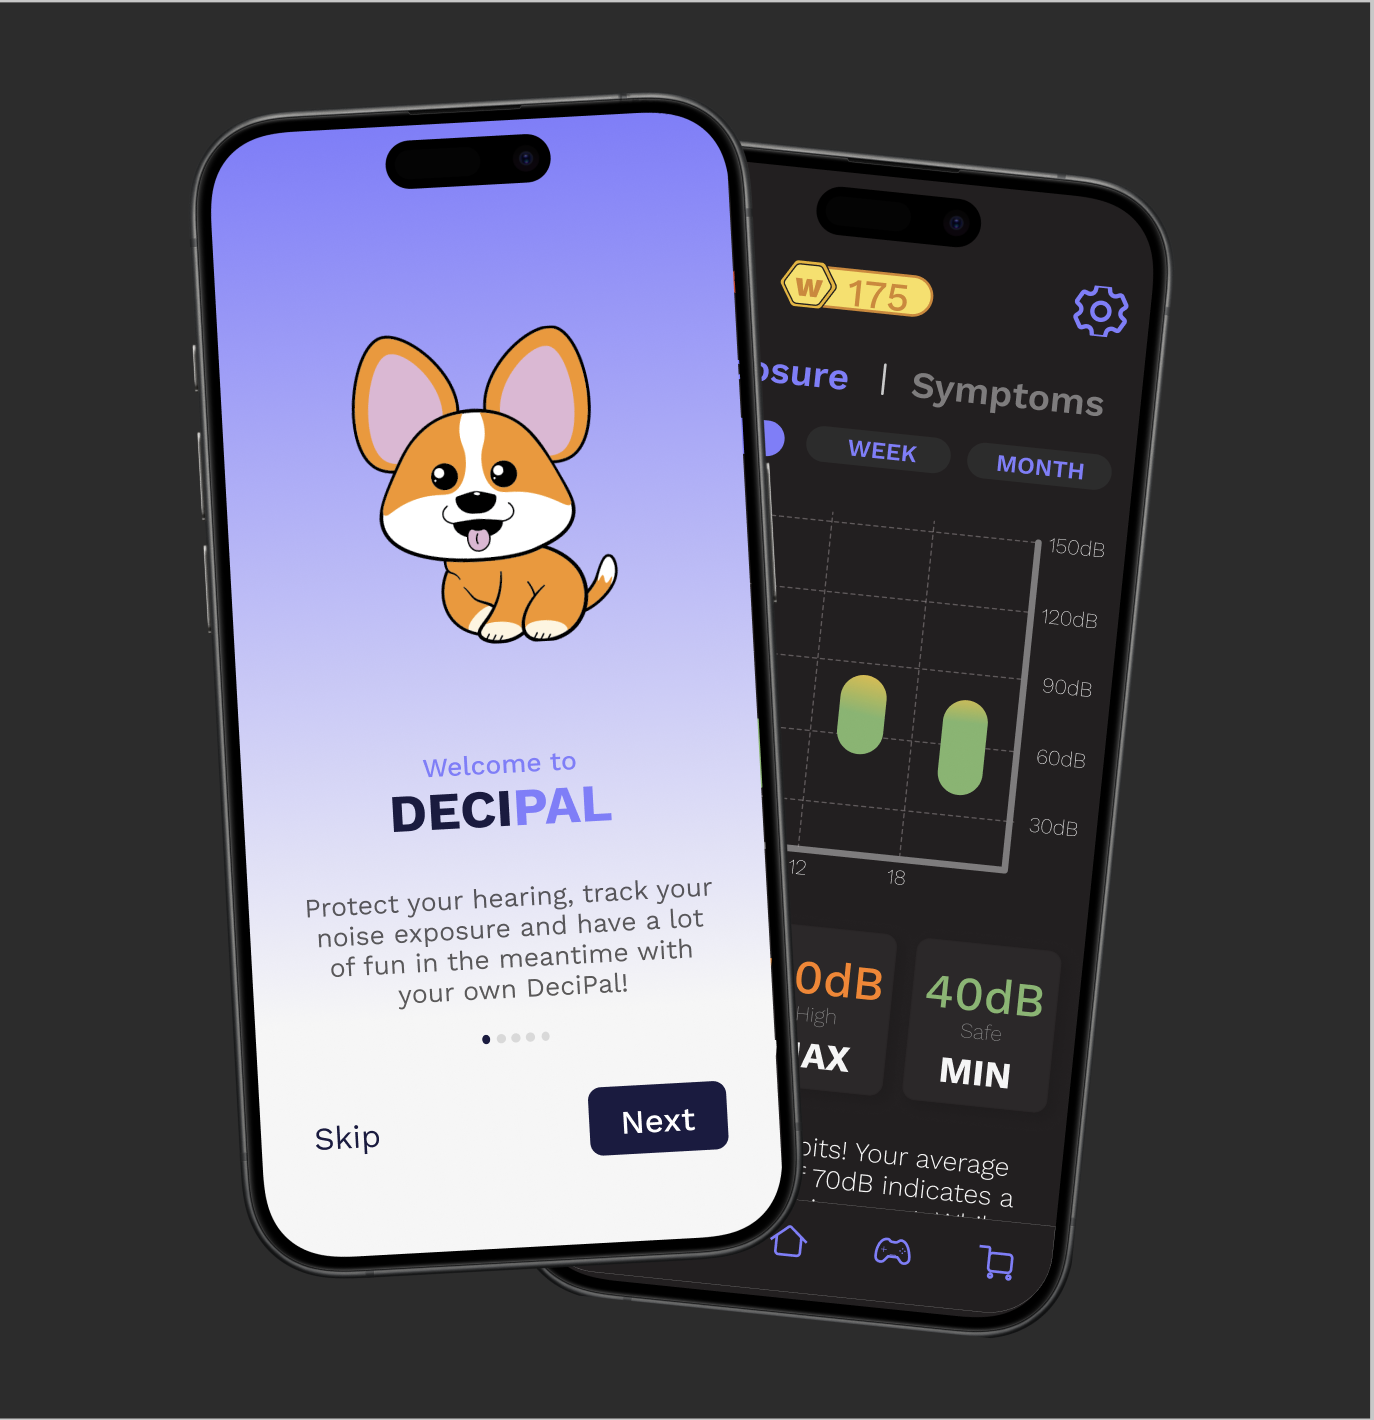 Welcome to
DECIPAL
Protect your hearing, track your
noise exposure and have a lot
of fun in the meantime with
your own DeciPal!
Skip
Next
W 175
osure | Symptoms
WEEK
MONTH
150dB
120dB
90dB
60dB
30dB
12
18
0dB
High
AX
40dB
Safe
MIN
bits! Your average
f 70dB indicates a